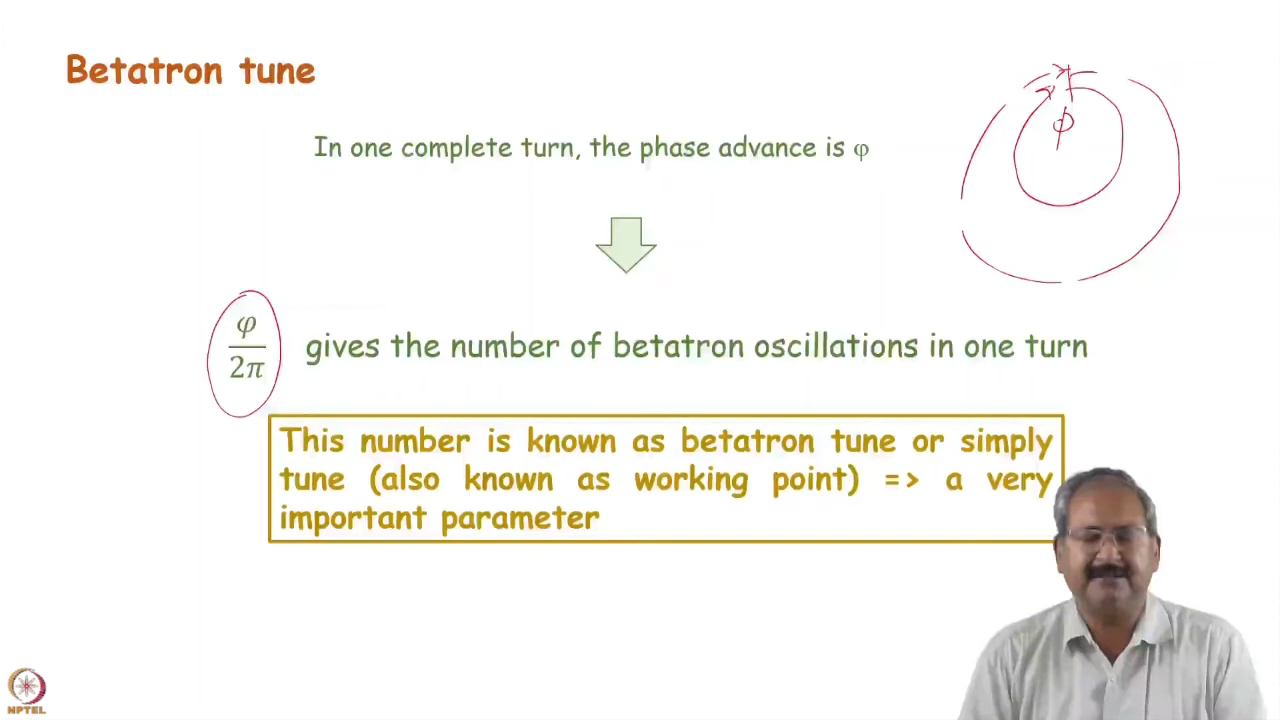 Betatron tune
In one complete turn, the phase advance is φ
ϕ
φ
2π
gives the number of betatron oscillations in one turn
This number is known as betatron tune or simply
tune (also known as working point) => a very
important parameter
NPTEL